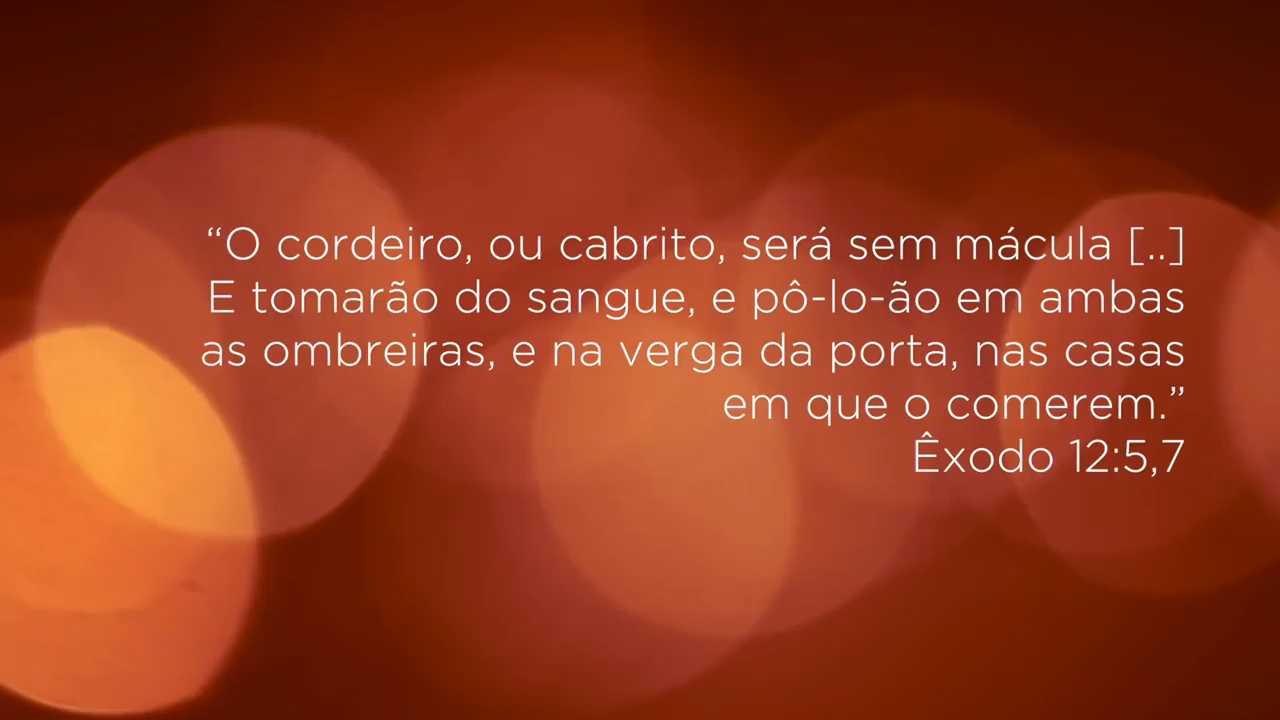 “O cordeiro, ou cabrito, será sem mácula [..]
E tomarão do sangue, e pô-lo-ão em ambas
as ombreiras, e na verga da porta, nas casas
em que o comerem.”
Êxodo 12:5,7